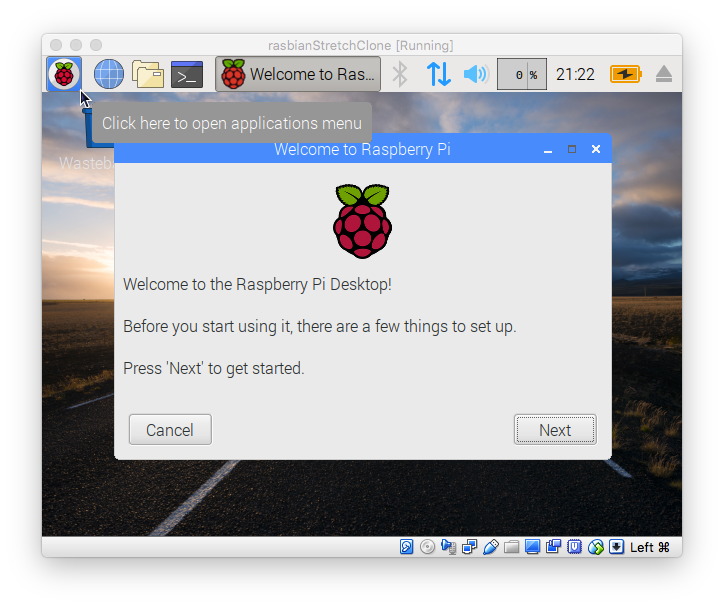 rasbianStretchClone [Running]
Welcome to Ras...
0 %
21:22
Click here to open applications menu
Welcome to Raspberry Pi
Welcome to the Raspberry Pi Desktop!
Before you start using it, there are a few things to set up.
Press 'Next' to get started.
Cancel
Next
Left ⌘